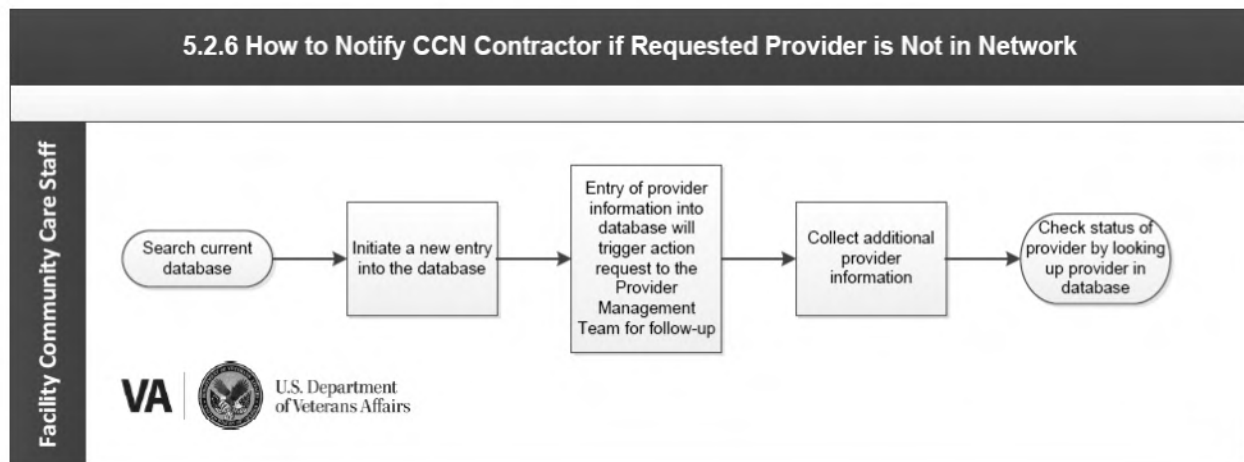 5.2.6 How to Notify CCN Contractor if Requested Provider is Not in Network
Facility Community Care Staff
Search current
database
Initiate a new entry
into the database
Entry of provider
information into
database will
trigger action
request to the
Provider
Management
Team for follow-up
Collect additional
provider
information
Check status of
provider by looking
up provider in
database
VA
U.S. Department
of Veterans Affairs